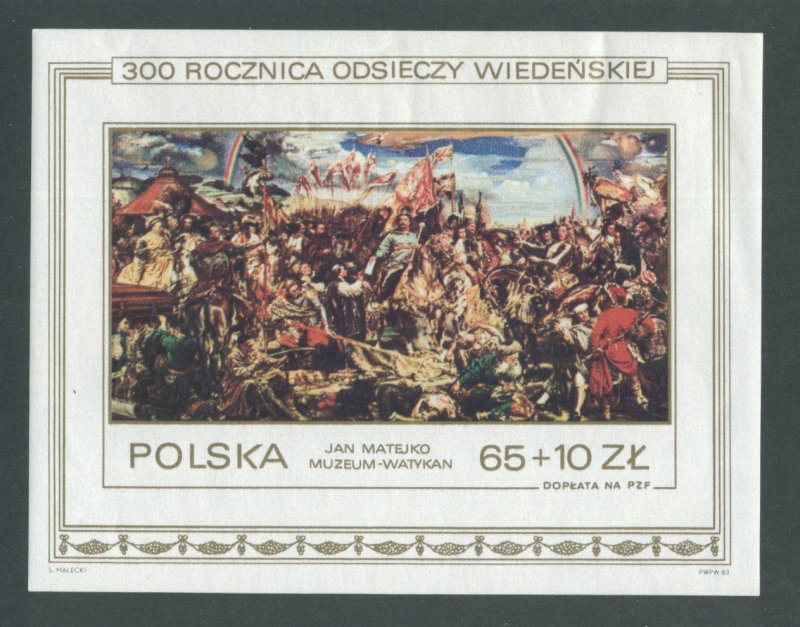 300 ROCZNICA ODSIECZY WIEDEŃSKIEJ
POLSKA
JAN MATEJKO
MUZEUM-WATYKAN
65+10 ZŁ
DOPŁATA NA PZF
S. MAŁECKI
PWPW-83